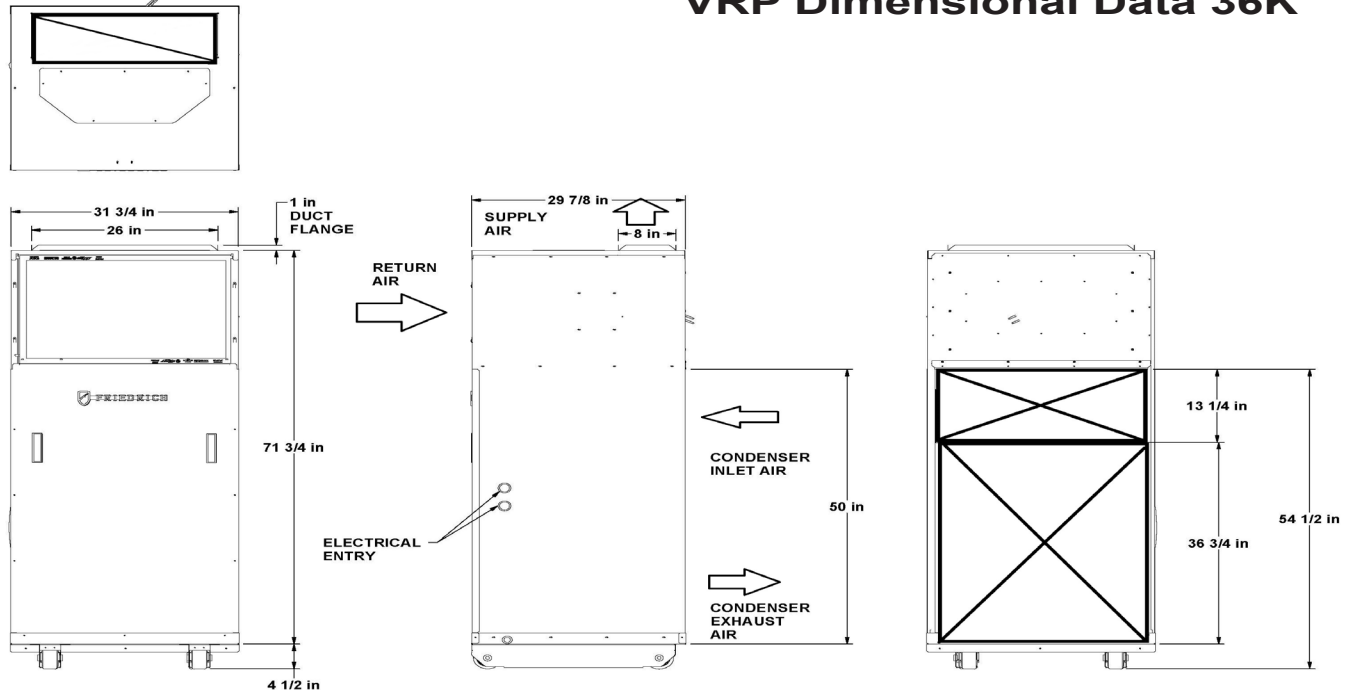 VRP Dimensional Data 36K
31 3/4 in
26 in
1 in
DUCT
FLANGE
71 3/4 in
4 1/2 in
FRIEDRICH
29 7/8 in
SUPPLY
AIR
8 in
RETURN
AIR
CONDENSER
INLET AIR
50 in
ELECTRICAL
ENTRY
CONDENSER
EXHAUST
AIR
13 1/4 in
36 3/4 in
54 1/2 in